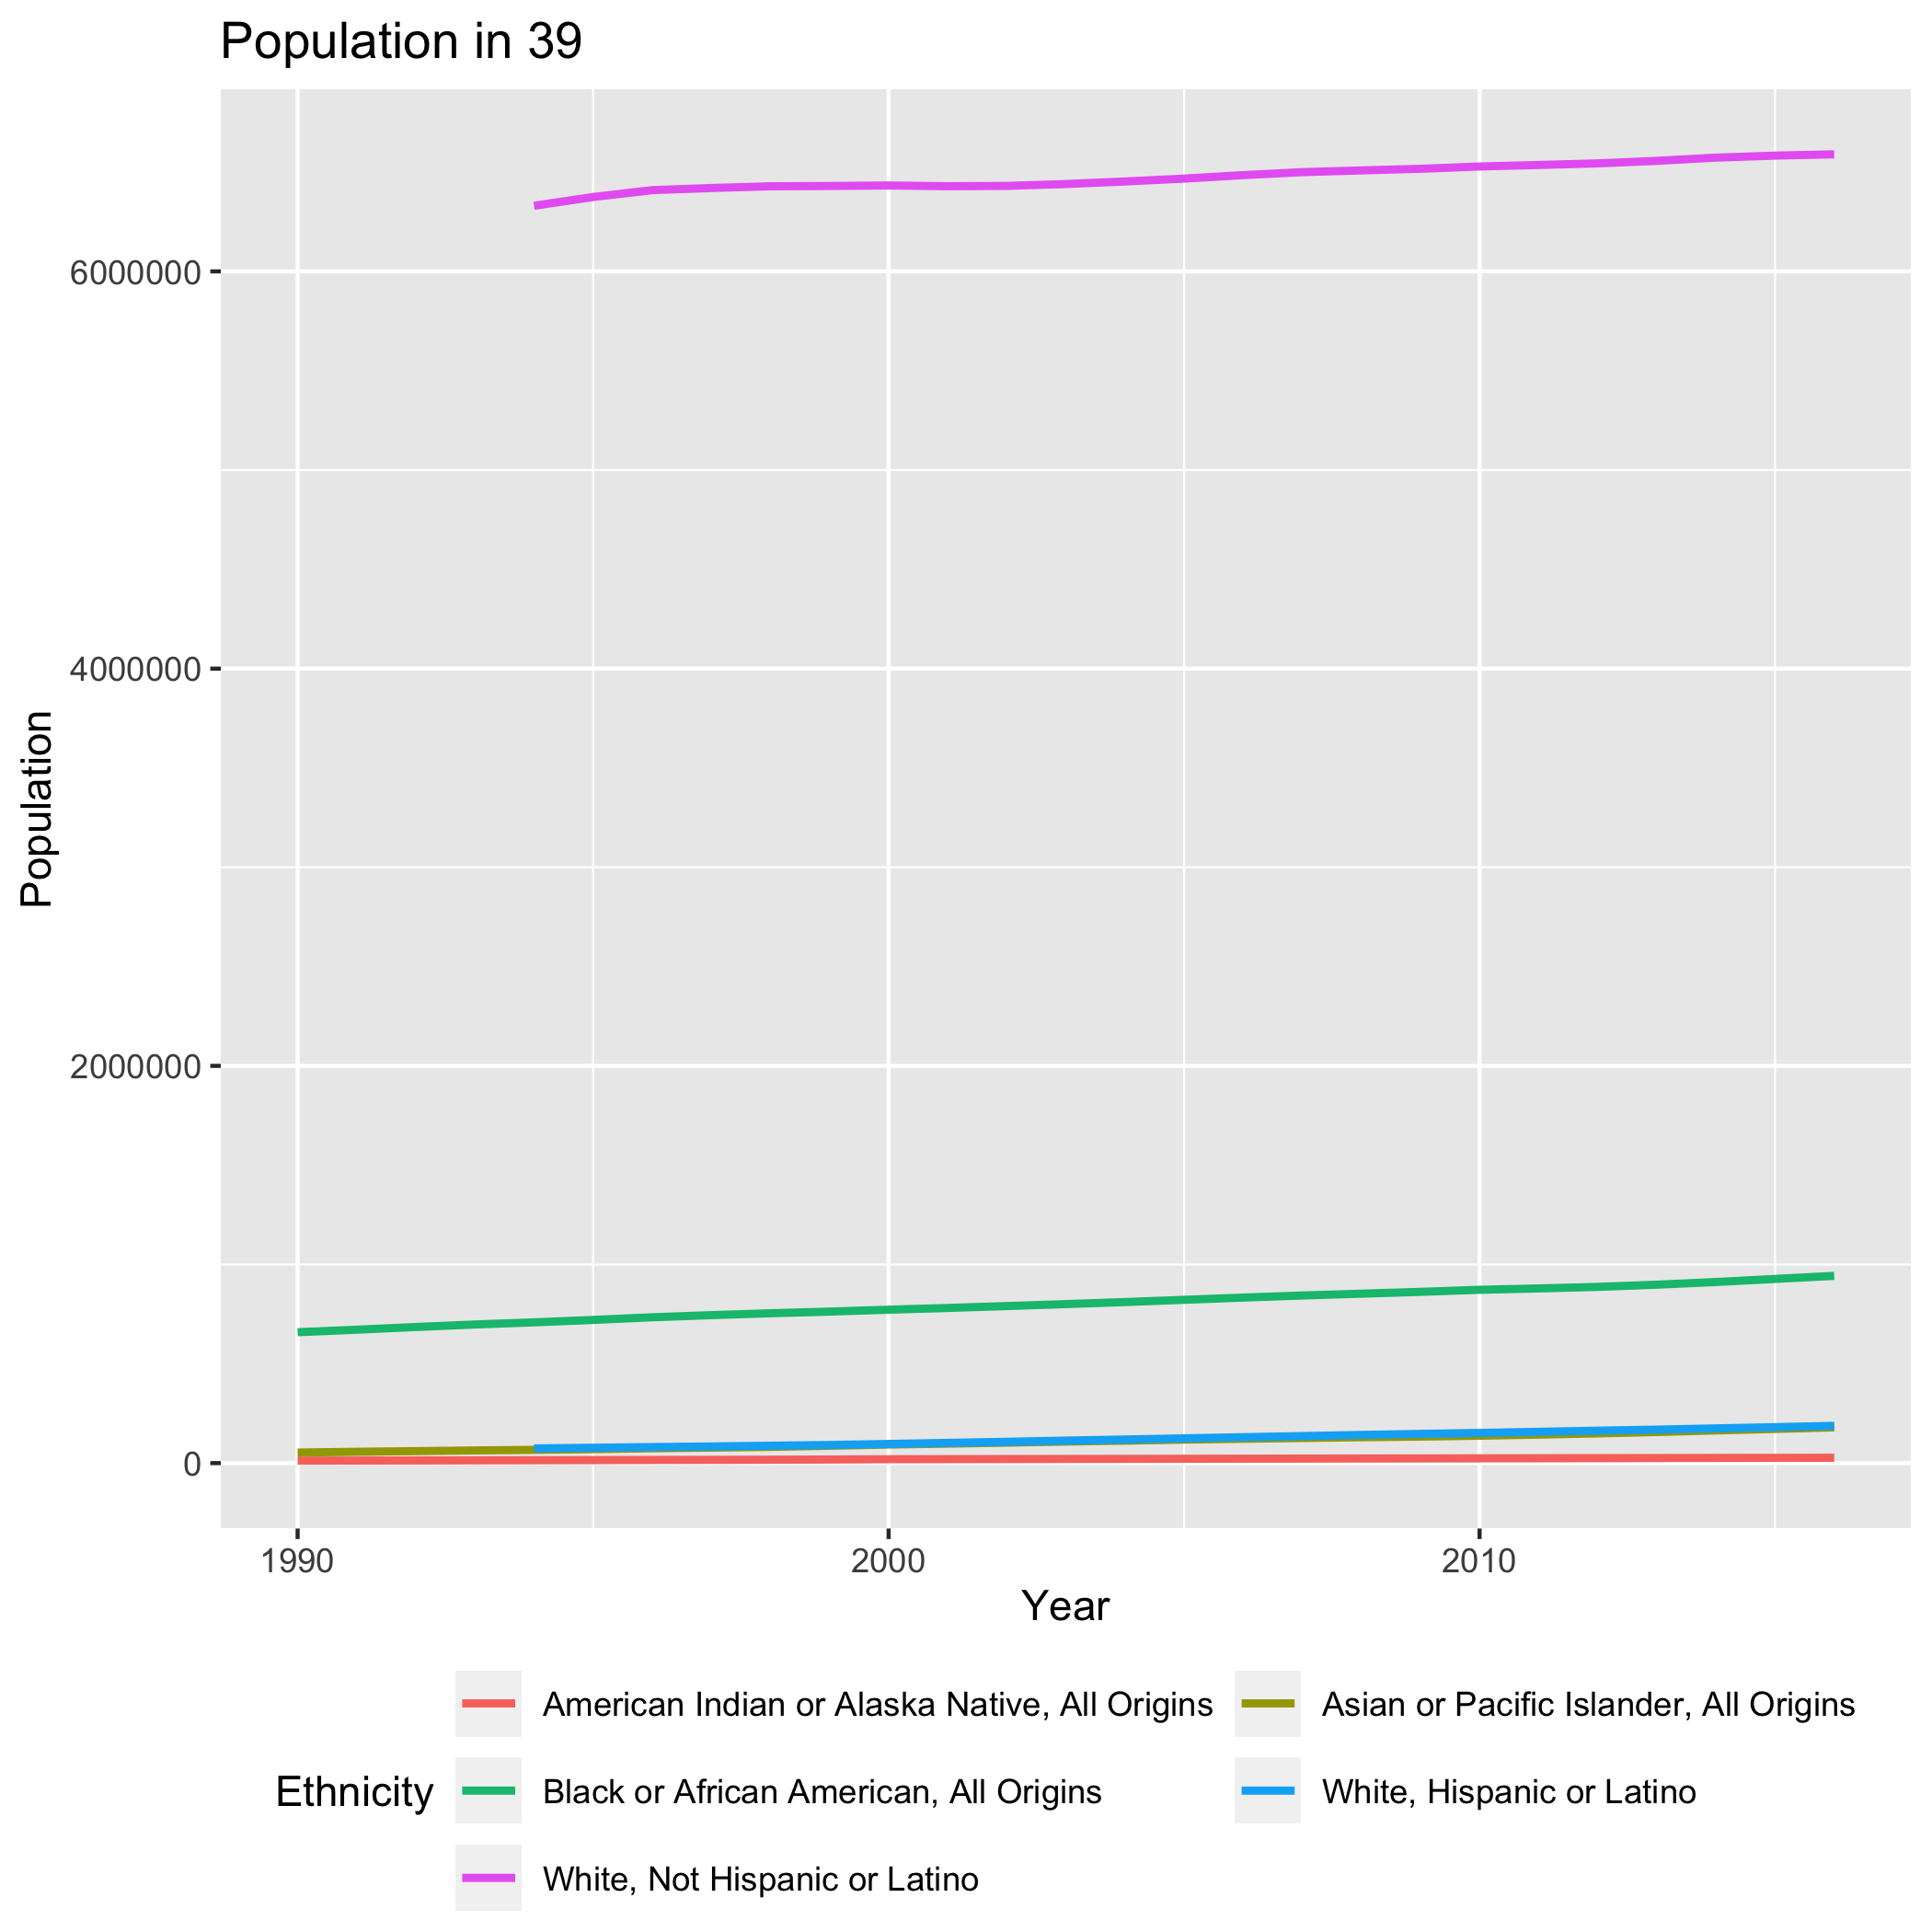 Population in 39
6000000
4000000
2000000
0
Population
1990 2000 2010
Year
Ethnicity
American Indian or Alaska Native, All Origins
Asian or Pacific Islander, All Origins
Black or African American, All Origins
White, Hispanic or Latino
White, Not Hispanic or Latino